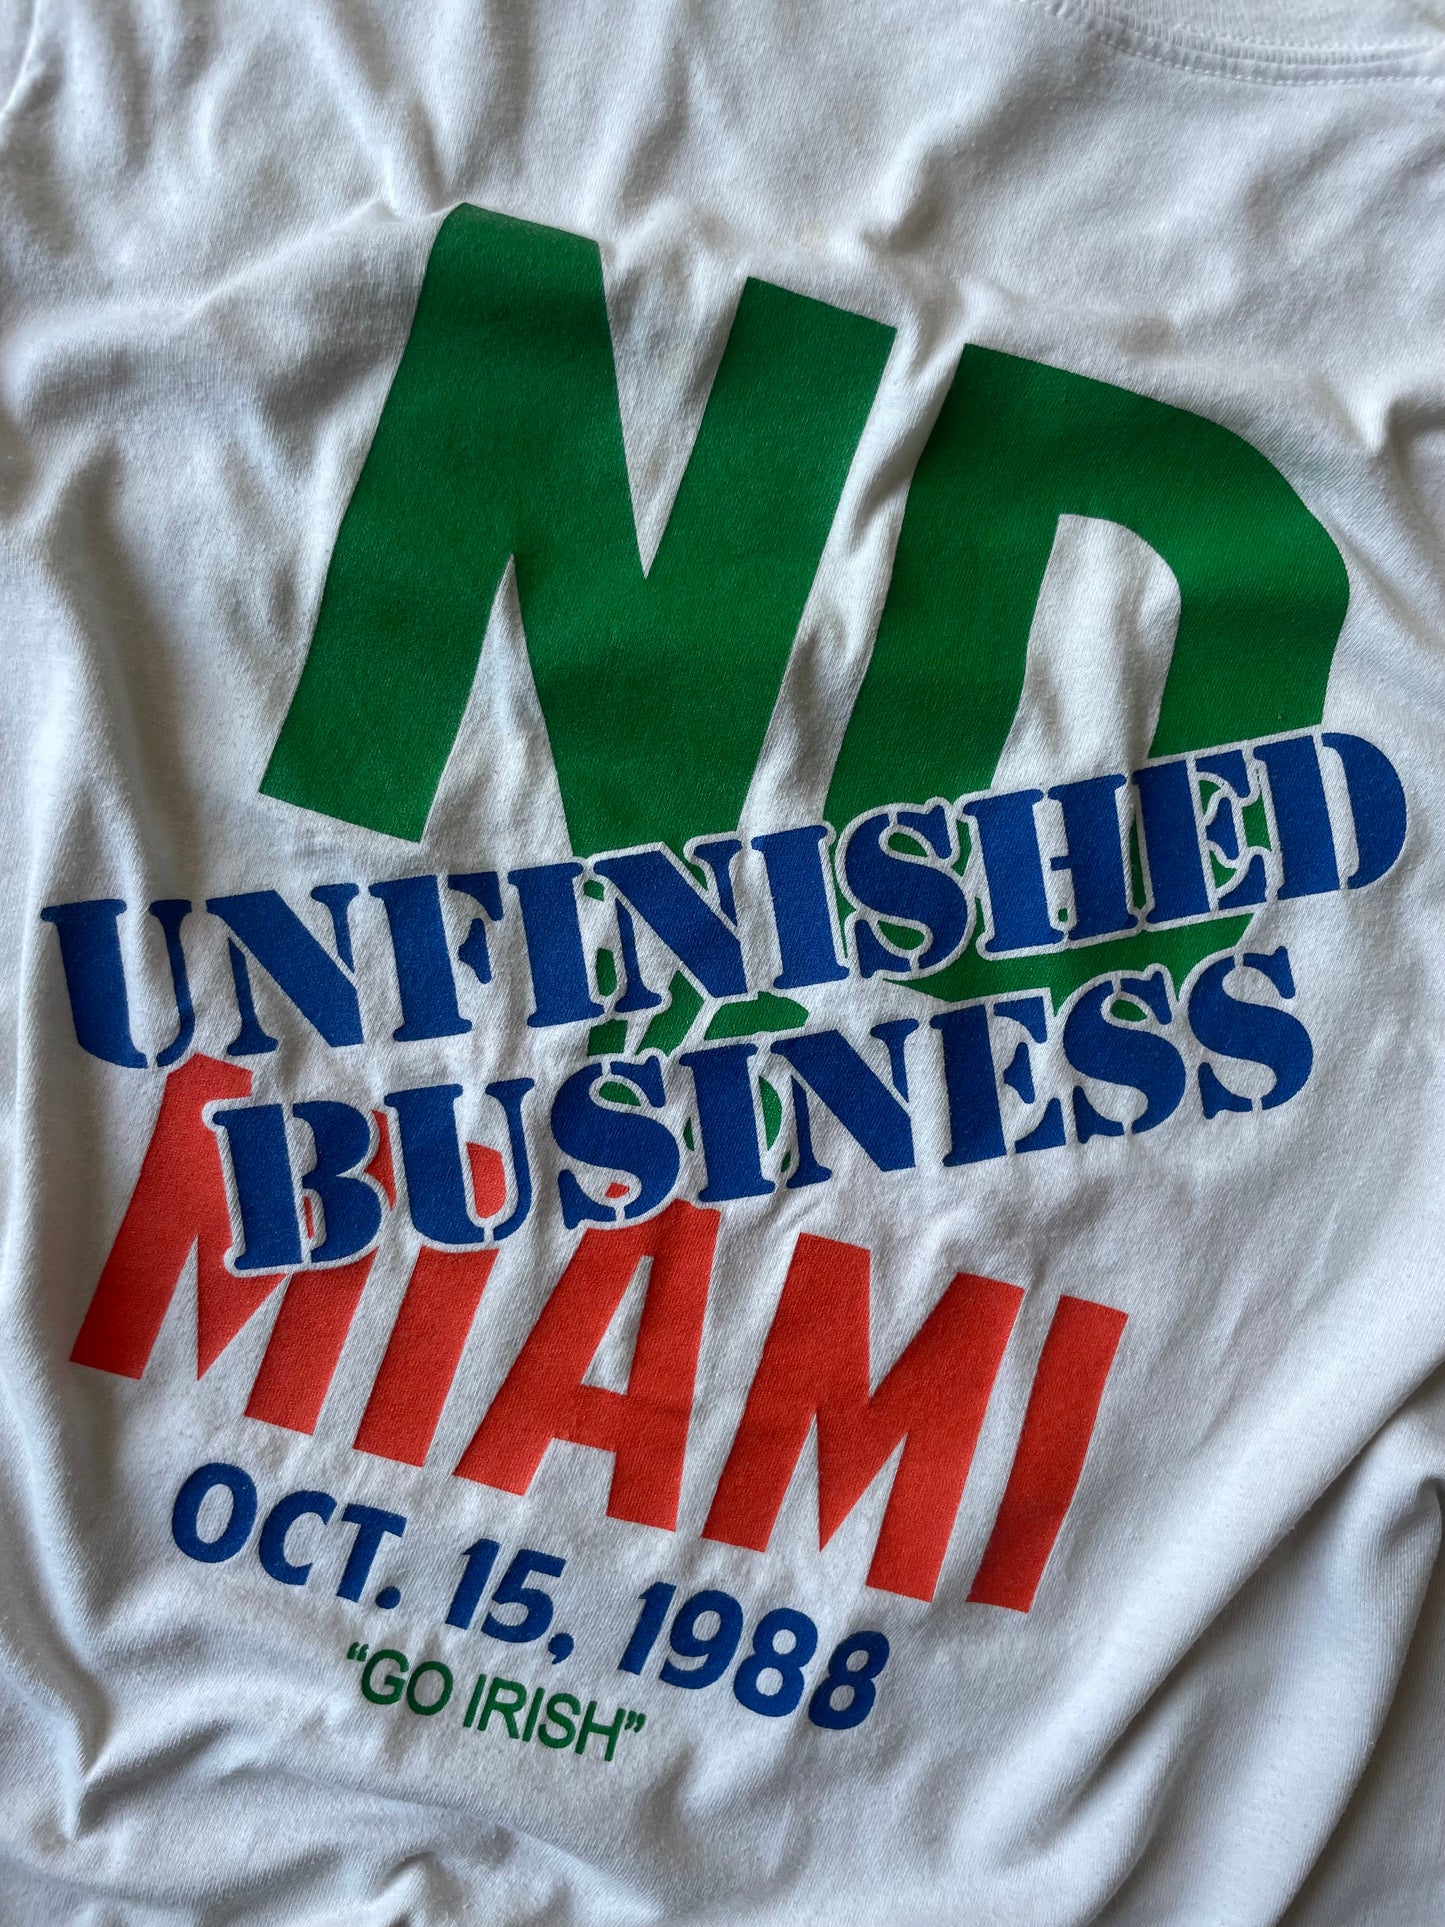 ND
UNFINISHED
BUSINESS
&
MIAMI
OCT. 15, 1988
“GO IRISH”